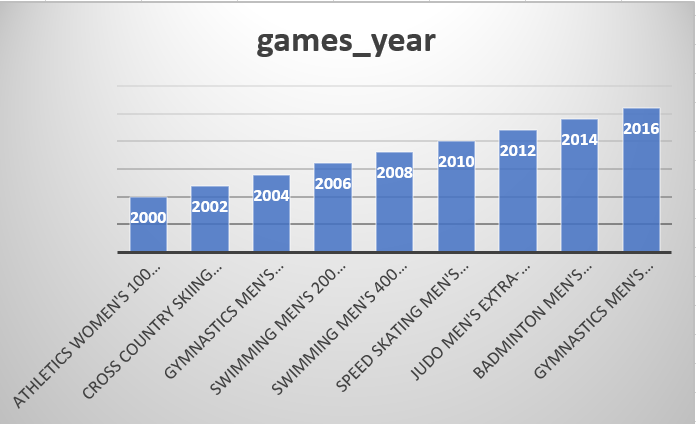 games_year
2000
2002
2004
2006
2008
2010
2012
2014
2016
ATHLETICS WOMEN'S 100...
CROSS COUNTRY SKIING...
GYMNASTICS MEN'S...
SWIMMING MEN'S 200...
SWIMMING MEN'S 400...
SPEED SKATING MEN'S...
JUDO MEN'S EXTRA-...
BADMINTON MEN'S...
GYMNASTICS MEN'S...